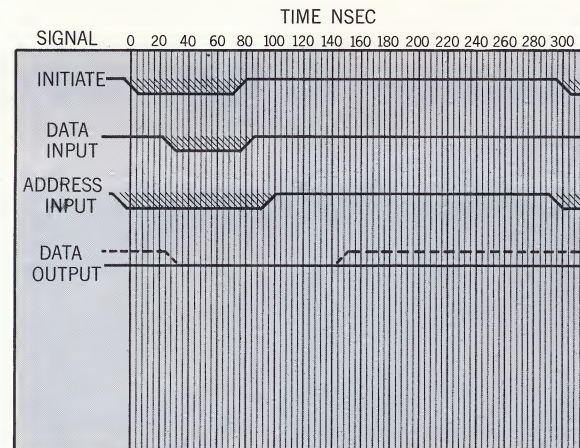 TIME NSEC
SIGNAL 0 20 40 60 80 100 120 140 160 180 200 220 240 260 280 300
INITIATE
DATA
INPUT
ADDRESS
INPUT
DATA
OUTPUT